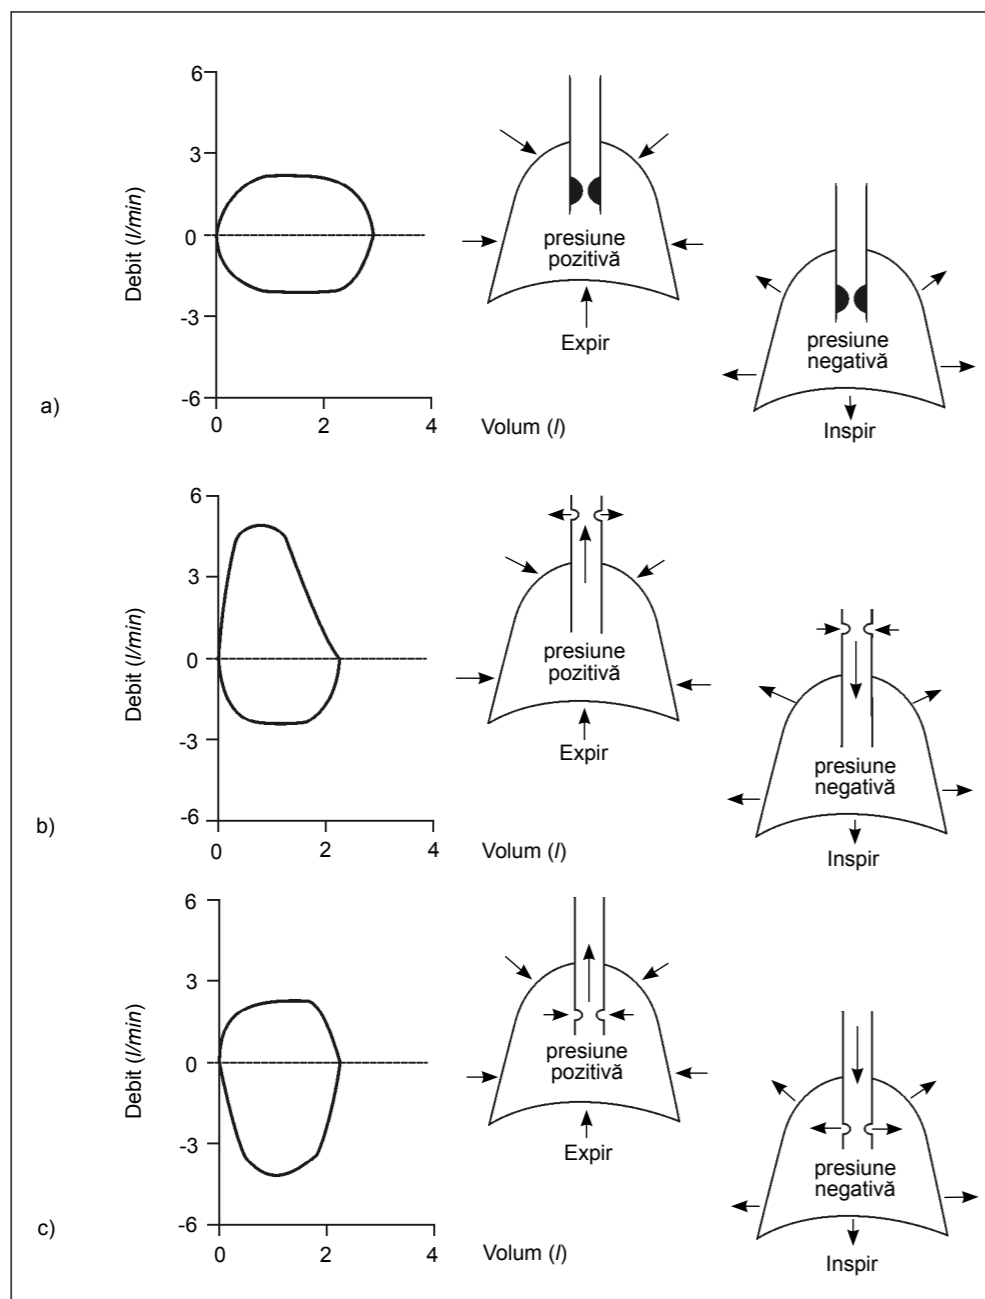 6
3
0
-3
-6
Debit (l/min)
0 2 4
Volum (l)
presiune
pozitivă
Expir
presiune
negativă
Inspir
a)
6
3
0
-3
-6
Debit (l/min)
0 2 4
Volum (l)
presiune
pozitivă
Expir
presiune
negativă
Inspir
b)
6
3
0
-3
-6
Debit (l/min)
0 2 4
Volum (l)
presiune
pozitivă
Expir
presiune
negativă
Inspir
c)